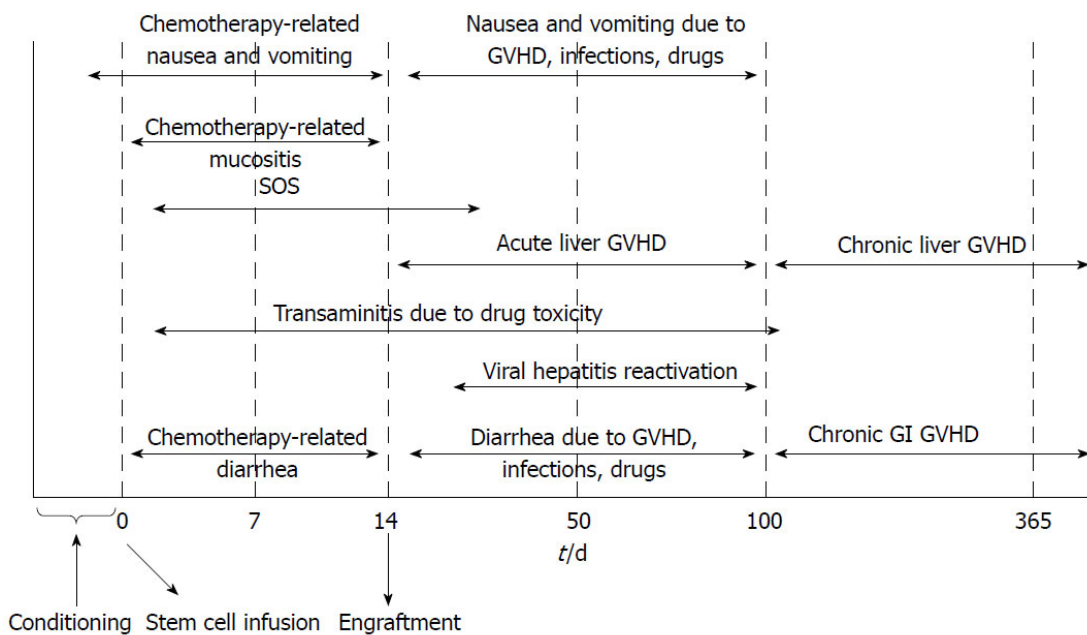 Chemotherapy-related
nausea and vomiting
Nausea and vomiting due to
GVHD, infections, drugs
Chemotherapy-related
mucositis
SOS
Acute liver GVHD
Chronic liver GVHD
Transaminitis due to drug toxicity
Viral hepatitis reactivation
Chemotherapy-related
diarrhea
Diarrhea due to GVHD,
infections, drugs
Chronic GI GVHD
0 7 14 50 100 365
t/d
Conditioning Stem cell infusion Engraftment